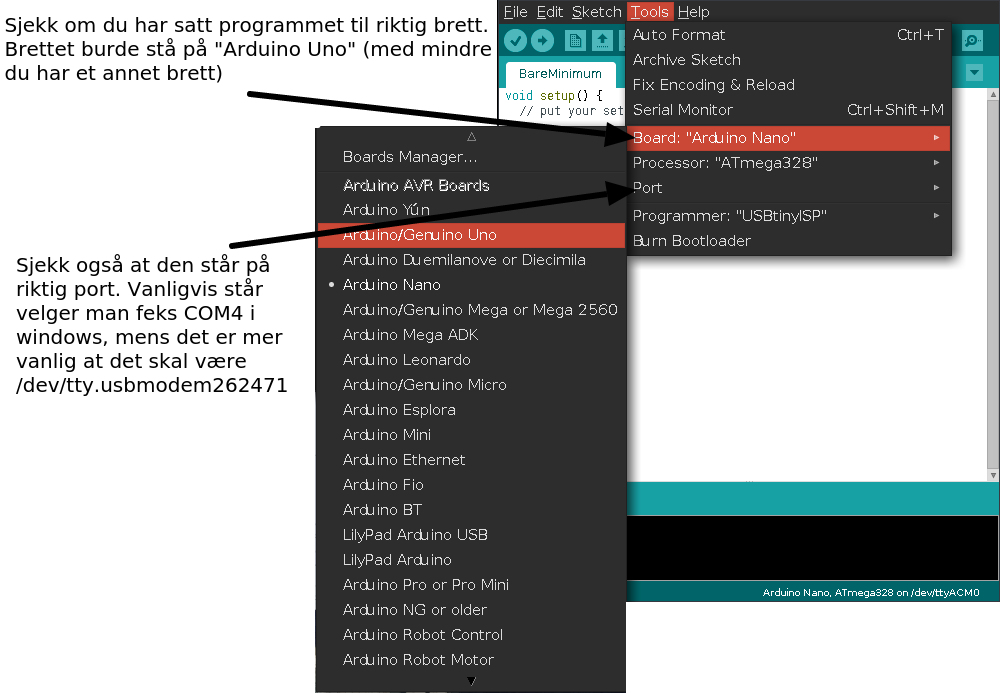 Sjekk om du har satt programmet til riktig brett.
Brettet burde stå på "Arduino Uno" (med mindre
du har et annet brett)
File Edit Sketch Tools Help
BareMinimum
void setup() {
// put your set
Auto Format Ctrl+T
Archive Sketch
Fix Encoding & Reload
Serial Monitor Ctrl+Shift+M
Board: "Arduino Nano"
Processor: "ATmega328"
Port
Programmer: "USBtinyISP"
Burn Bootloader
Boards Manager...
Arduino AVR Boards
Arduino Yún
Arduino/Genuino Uno
Arduino Duemilanove or Diecimila
Arduino Nano
Arduino/Genuino Mega or Mega 2560
Arduino Mega ADK
Arduino Leonardo
Arduino/Genuino Micro
Arduino Esplora
Arduino Mini
Arduino Ethernet
Arduino Fio
Arduino BT
LilyPad Arduino USB
LilyPad Arduino
Arduino Pro or Pro Mini
Arduino NG or older
Arduino Robot Control
Arduino Robot Motor
Sjekk også at den står på
riktig port. Vanligvis står
velger man feks COM4 i
windows, mens det er mer
vanlig at det skal være
/dev/tty.usbmodem262471
Arduino Nano, ATmega328 on /dev/ttyACM0